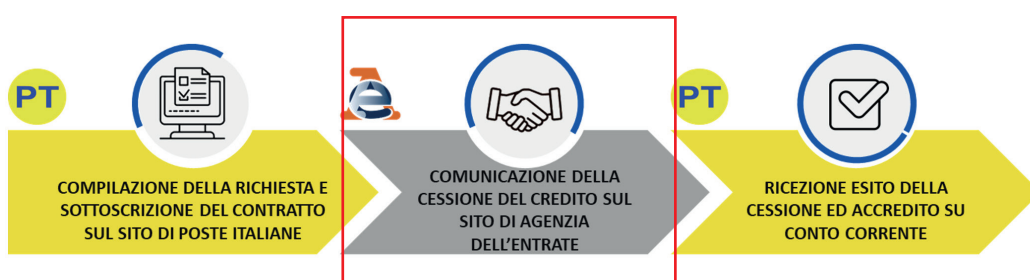 PT
COMPILAZIONE DELLA RICHIESTA E
SOTTOSCRIZIONE DEL CONTRATTO
SUL SITO DI POSTE ITALIANE
COMUNICAZIONE DELLA
CESSIONE DEL CREDITO SUL
SITO DI AGENZIA
DELL'ENTRATE
PT
RICEZIONE ESITO DELLA
CESSIONE ED ACCREDITO SU
CONTO CORRENTE